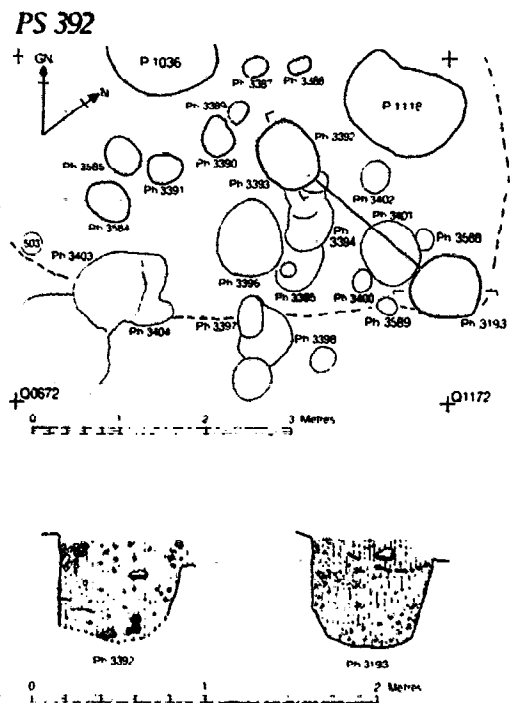 PS 392
GN
N
P 1036
Ph 3387
Ph 3388
P 1116
Ph 3389
Ph 3392
Ph 3390
Ph 3585
Ph 3391
Ph 3393
Ph 3402
Ph 3584
Ph 3401
Ph 3394
Ph 3588
503
Ph 3403
Ph 3396
Ph 3395
Ph 3400
Ph 3404
Ph 3397
Ph 3589
Ph 3193
Ph 3398
Q0672
Q1172
0 1 2 3 Metres
Ph 3392
Ph 3193
0 1 2 Metres